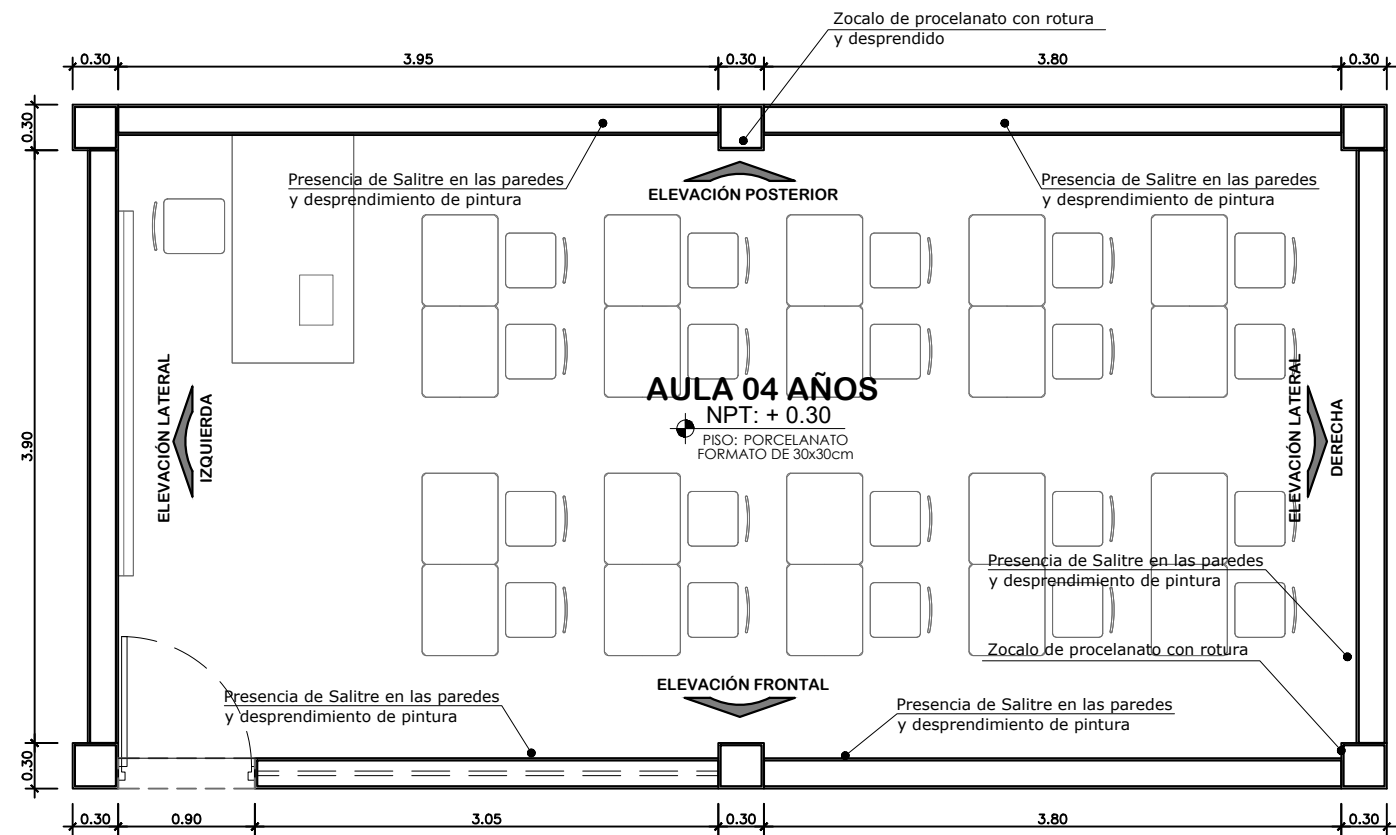 Zocalo de procelanato con rotura
y desprendido
0.30
3.95
0.30
3.80
0.30
0.30
Presencia de Salitre en las paredes
y desprendimiento de pintura
ELEVACIÓN POSTERIOR
Presencia de Salitre en las paredes
y desprendimiento de pintura
3.90
ELEVACIÓN LATERAL
IZQUIERDA
AULA 04 AÑOS
NPT: + 0.30
PISO: PORCELANATO
FORMATO DE 30x30cm
ELEVACIÓN LATERAL
DERECHA
Presencia de Salitre en las paredes
y desprendimiento de pintura
Zocalo de procelanato con rotura
ELEVACIÓN FRONTAL
Presencia de Salitre en las paredes
y desprendimiento de pintura
Presencia de Salitre en las paredes
y desprendimiento de pintura
0.30
0.30
0.90
3.05
0.30
3.80
0.30